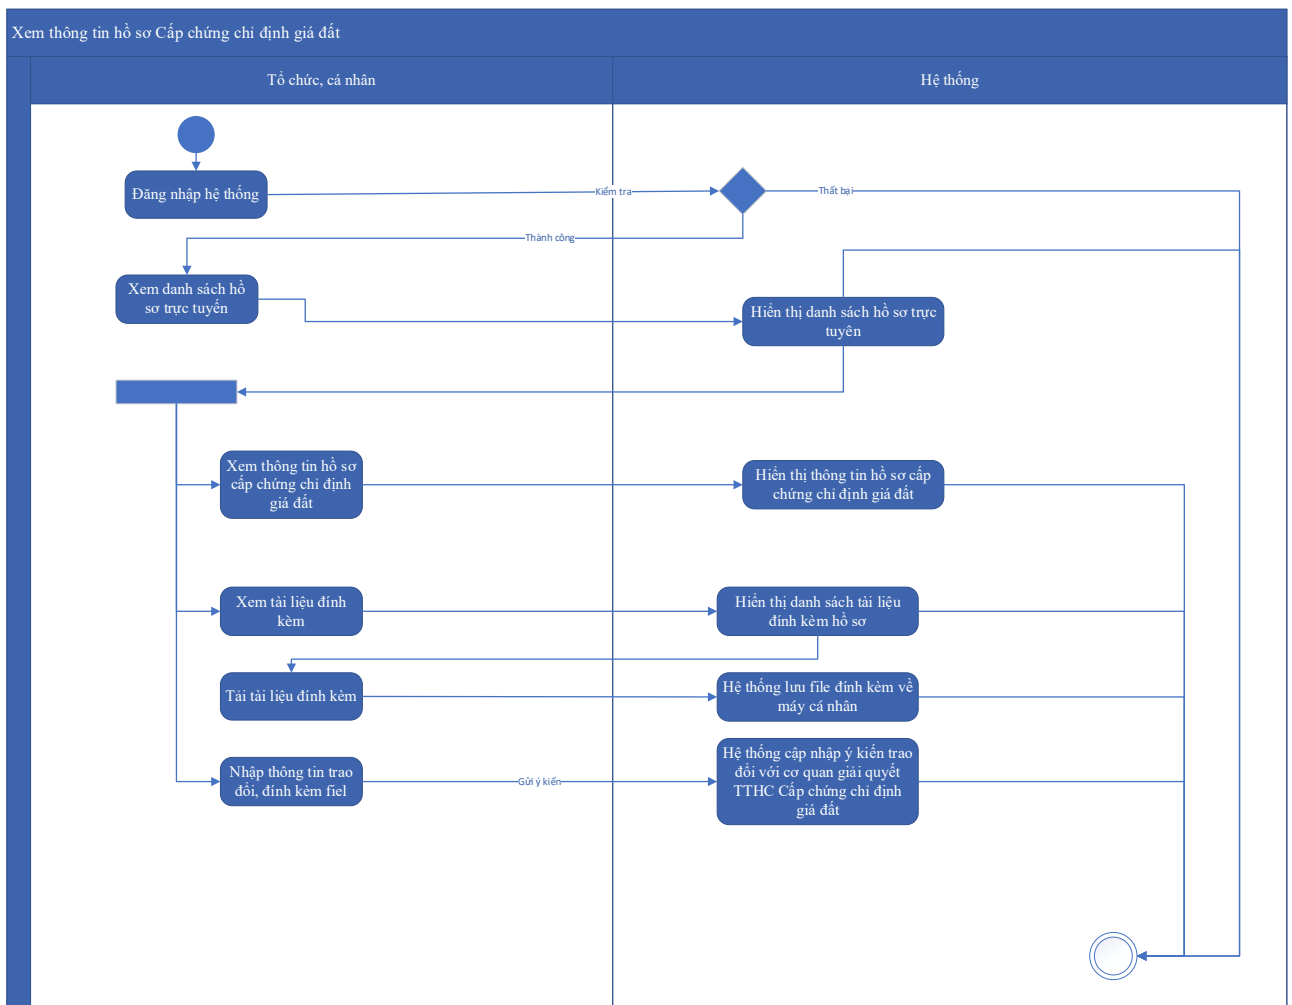 Xem thông tin hồ sơ Cấp chứng chỉ định giá đất
Tổ chức, cá nhân
Hệ thống
Đăng nhập hệ thống
Kiểm tra
Thất bại
Thành công
Xem danh sách hồ
sơ trực tuyến
Hiển thị danh sách hồ sơ trực
tuyên
Xem thông tin hồ sơ
cấp chứng chỉ định
giá đất
Hiển thị thông tin hồ sơ cấp
chứng chỉ định giá đất
Xem tài liệu đính
kèm
Hiển thị danh sách tài liệu
đính kèm hồ sơ
Tải tài liệu đính kèm
Hệ thống lưu file đính kèm về
máy cá nhân
Nhập thông tin trao
đổi, đính kèm fiel
Gửi ý kiến
Hệ thống cập nhập ý kiến trao
đổi với cơ quan giải quyết
TTHC Cấp chứng chỉ định
giá đất